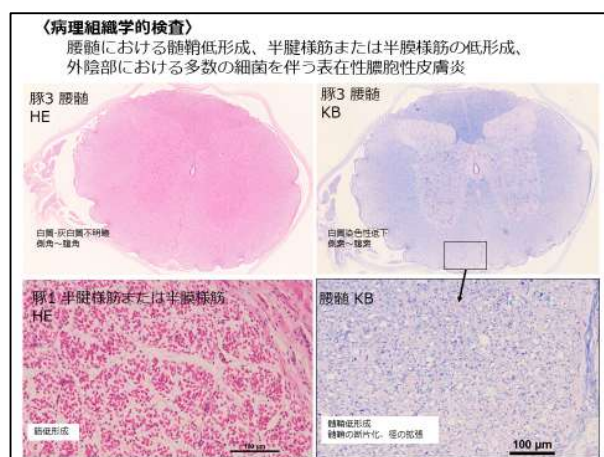 〈病理組織学的検査〉
腰髄における髄鞘低形成、半腱様筋または半膜様筋の低形成、
外陰部における多数の細菌を伴う表在性膿胞性皮膚炎
豚3 腰髄
HE
白質-灰白質不明瞭
側角～腹角
豚3 腰髄
KB
白質染色性低下
側索～腹索
豚1 半腱様筋または半膜様筋
HE
筋低形成
100 μm
腰髄 KB
髄鞘低形成
髄鞘の断片化、径の拡張
100 μm